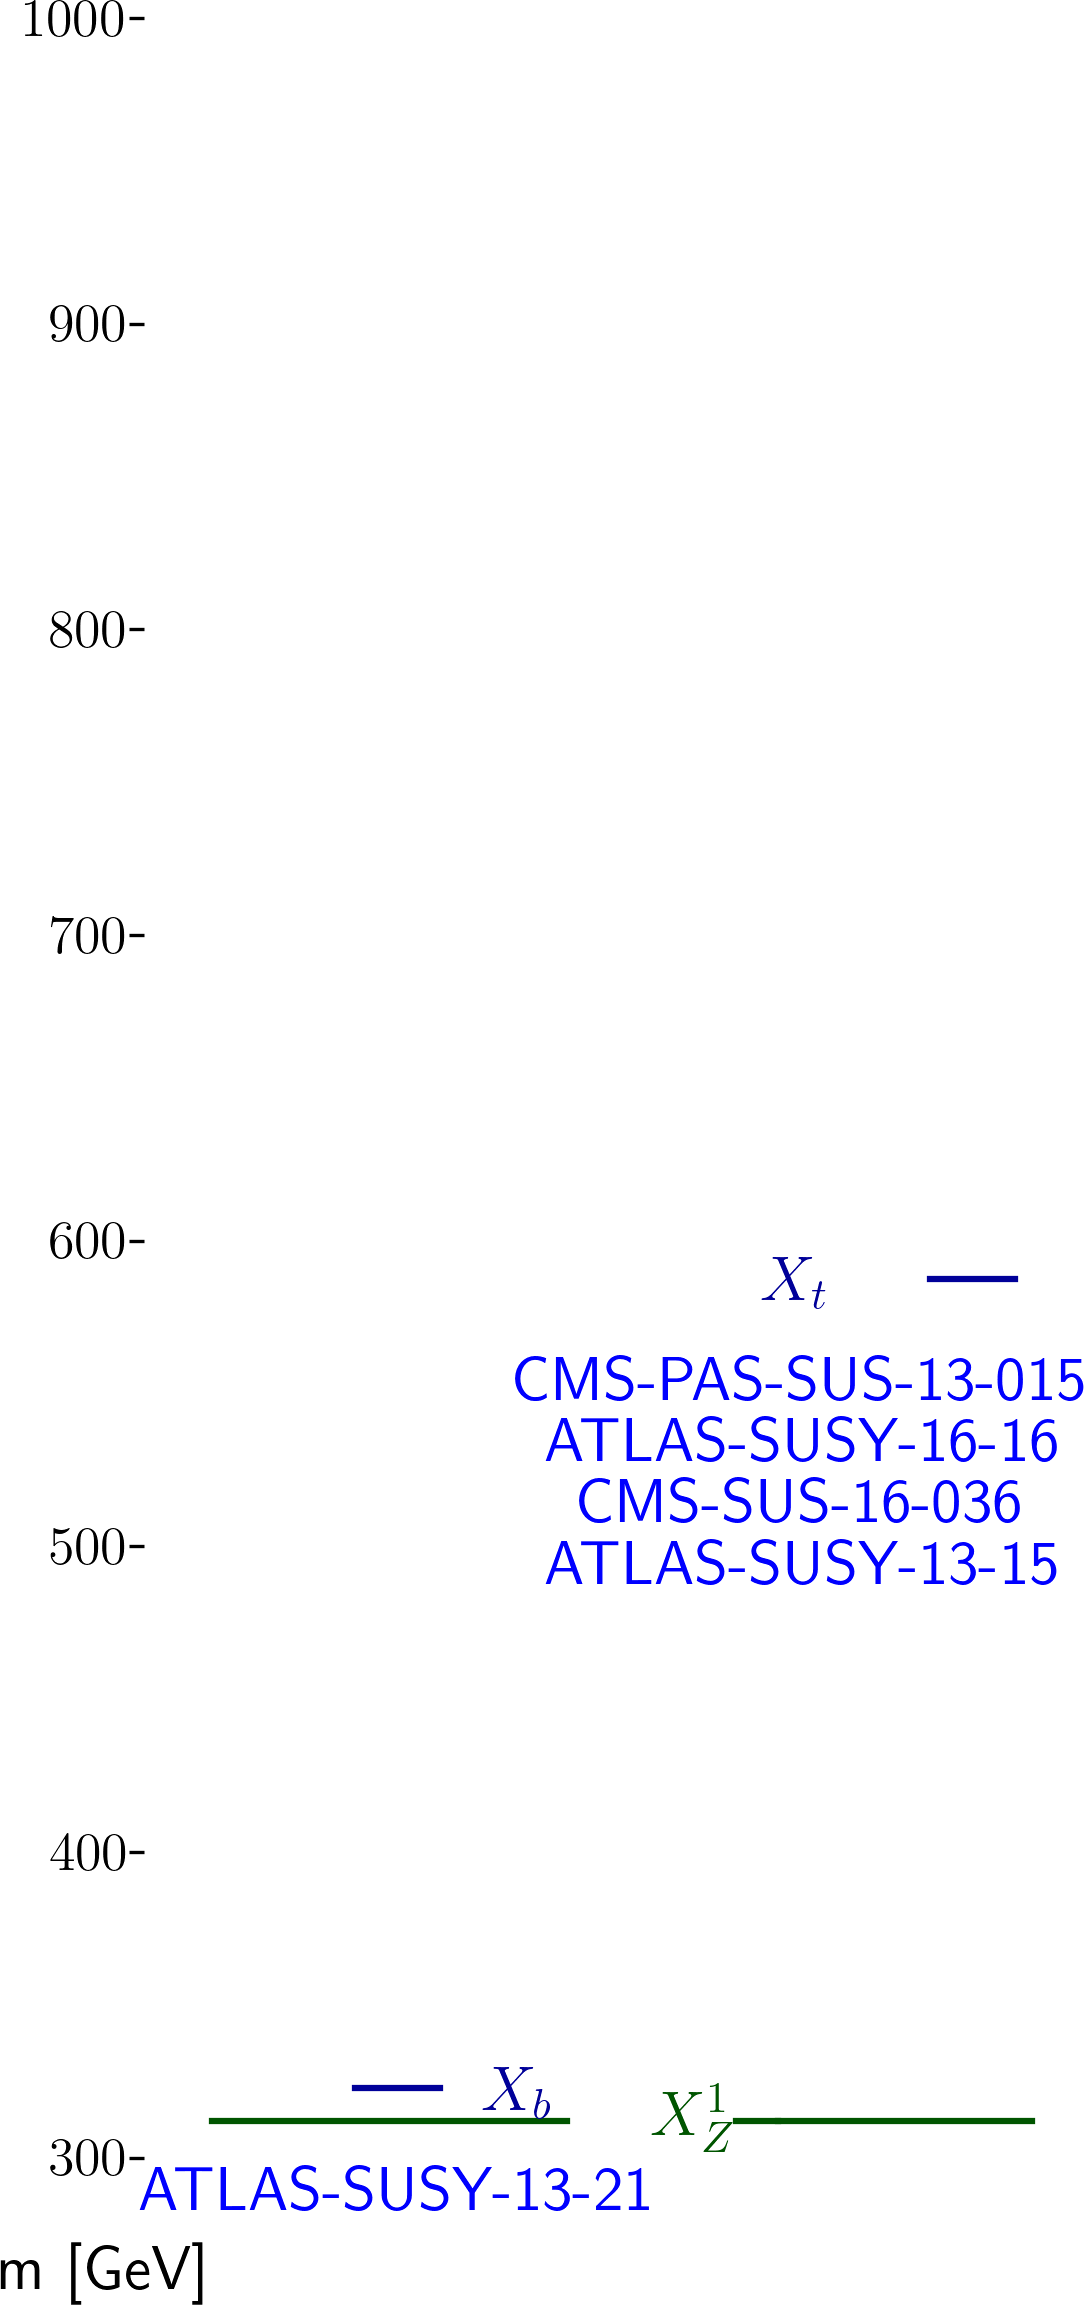 1000-
900-
800-
700-
600-
X_t
CMS-PAS-SUS-13-015
ATLAS-SUSY-16-16
CMS-SUS-16-036
500-
ATLAS-SUSY-13-15
400-
X_b
X_Z^1
300-
ATLAS-SUSY-13-21
m [GeV]